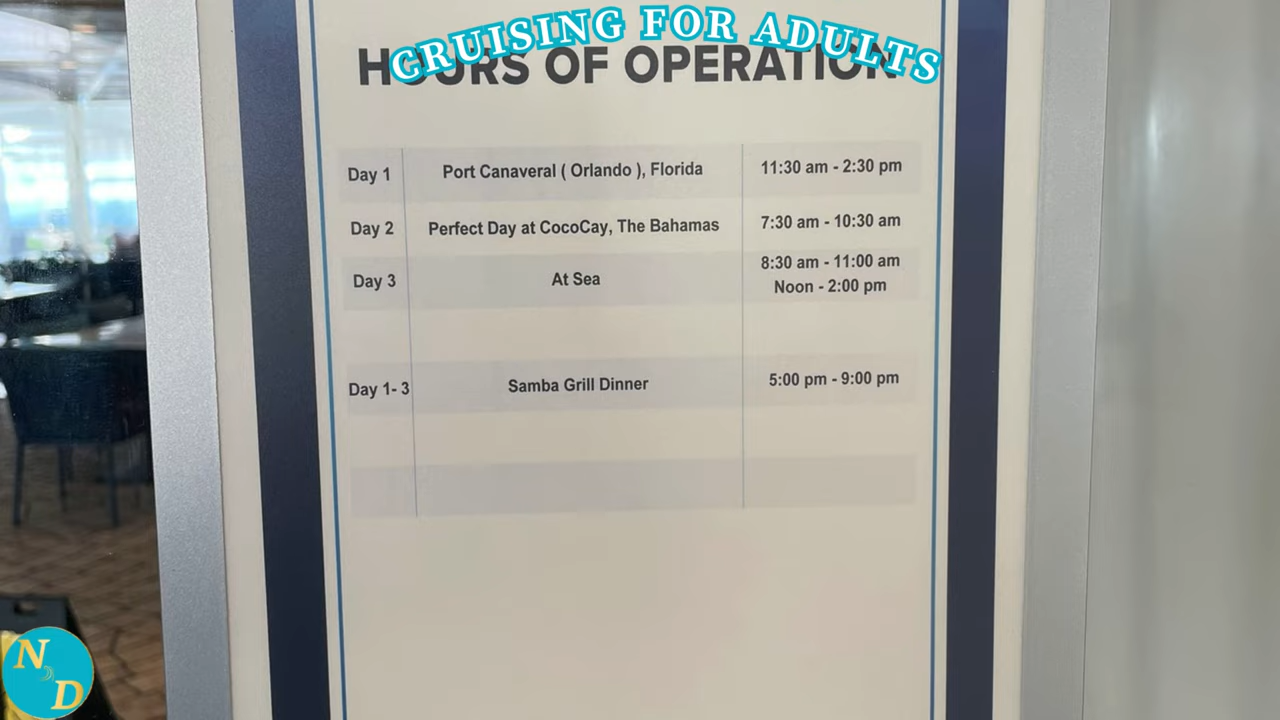 CRUISING FOR ADULTS
HOURS OF OPERATION
Day 1 Port Canaveral ( Orlando ), Florida 11:30 am - 2:30 pm
Day 2 Perfect Day at CocoCay, The Bahamas 7:30 am - 10:30 am
Day 3 At Sea 8:30 am - 11:00 am
Noon - 2:00 pm
Day 1- 3 Samba Grill Dinner 5:00 pm - 9:00 pm
N D